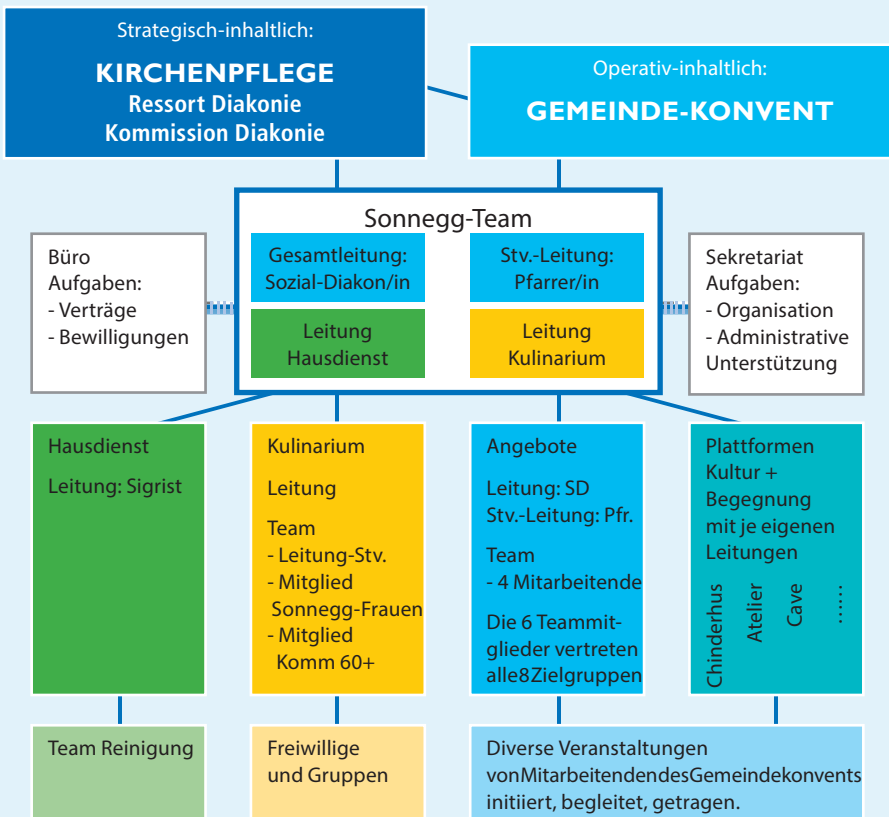 Strategisch-inhaltlich:
KIRCHENPFLEGE
Ressort Diakonie
Kommission Diakonie
Operativ-inhaltlich:
GEMEINDE-KONVENT
Sonnegg-Team
Gesamtleitung:
Sozial-Diakon/in
Stv.-Leitung:
Pfarrer/in
Leitung
Hausdienst
Leitung
Kulinarium
Büro
Aufgaben:
- Verträge
- Bewilligungen
Sekretariat
Aufgaben:
- Organisation
- Administrative
Unterstützung
Hausdienst
Leitung: Sigrist
Kulinarium
Leitung
Team
- Leitung-Stv.
- Mitglied
Sonnegg-Frauen
- Mitglied
Komm 60+
Angebote
Leitung: SD
Stv.-Leitung: Pfr.
Team
- 4 Mitarbeitende
Die 6 Teammit-
glieder vertreten
alle8Zielgruppen
Plattformen
Kultur +
Begegnung
mit je eigenen
Leitungen
Chinderhus
Atelier
Cave
......
Team Reinigung
Freiwillige
und Gruppen
Diverse Veranstaltungen
vonMitarbeitendendesGemeindekonvents
initiiert, begleitet, getragen.